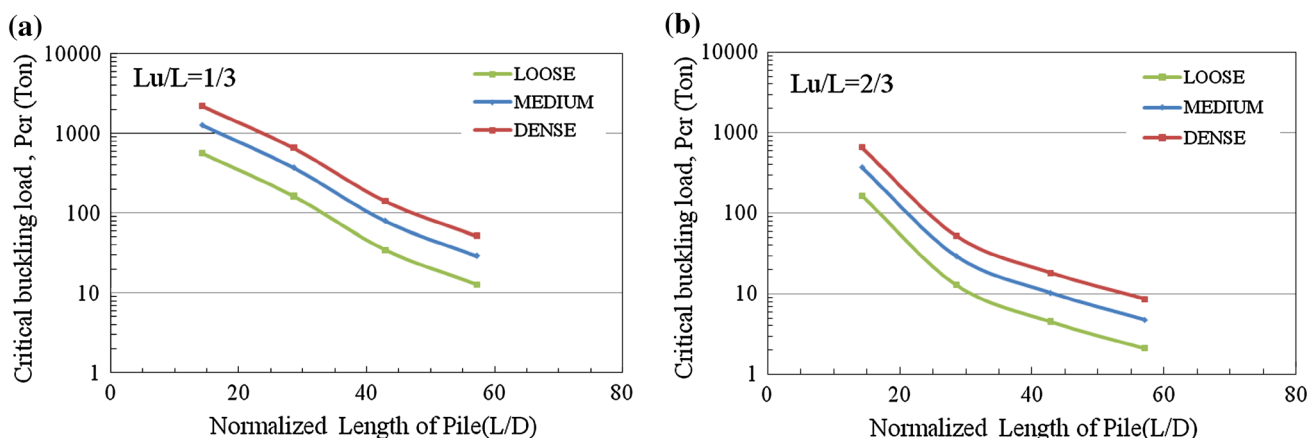 (a)
Critical buckling load , Pcr (Ton)
10000
1000
100
10
1
Lu/L=1/3
LOOSE
MEDIUM
DENSE
0 20 40 60 80
Normalized Length of Pile(L/D)
(b)
Critical buckling load, Pcr (Ton)
10000
1000
100
10
1
Lu/L=2/3
LOOSE
MEDIUM
DENSE
0 20 40 60 80
Normalized Length of Pile(L/D)